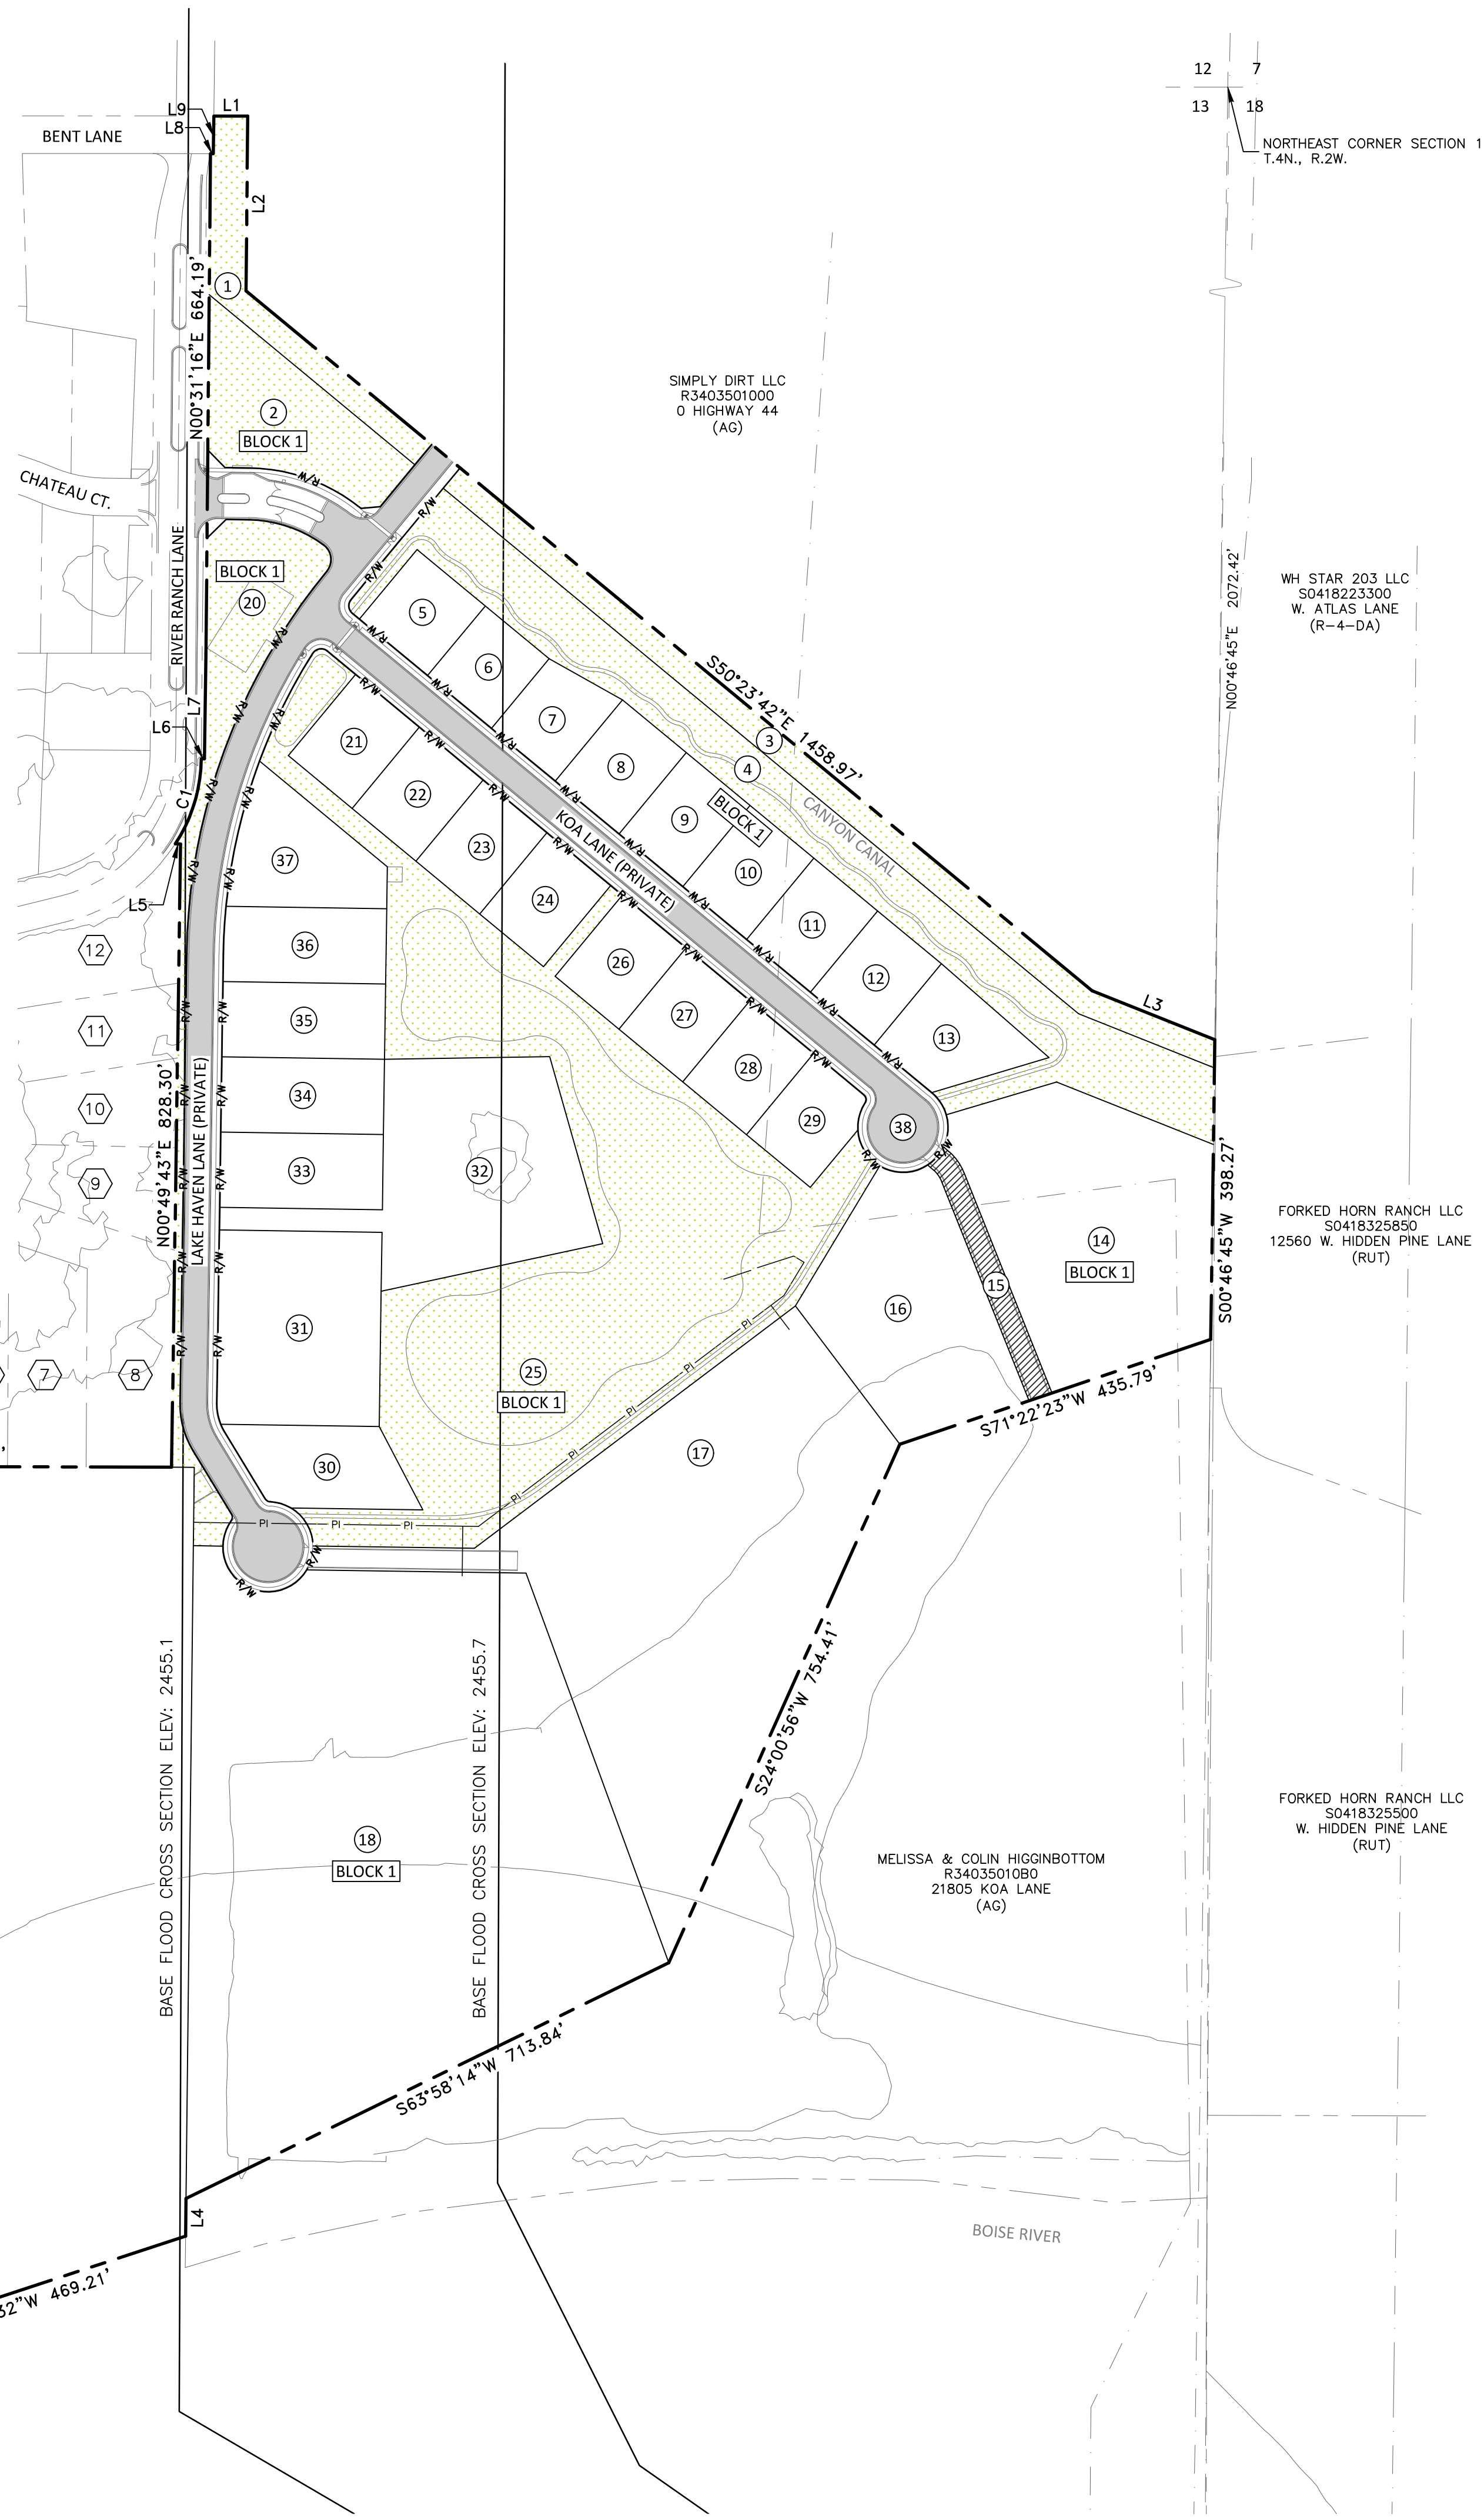 12 7
13 18
NORTHEAST CORNER SECTION 1
T.4N., R.2W.
L9
L1
L8
BENT LANE
L2
1
N00°31'16"E 664.19'
SIMPLY DIRT LLC
R3403501000
0 HIGHWAY 44
(AG)
2
BLOCK 1
CHATEAU CT.
R/W
R/W
RIVER RANCH LANE
BLOCK 1
20
R/W
R/W
R/W
5
6
7
8
9
10
11
12
13
R/W
R/W
R/W
R/W
R/W
R/W
R/W
R/W
S50°23'42"E 1458.97'
3
4
BLOCK 1
CANYON CANAL
N00°46'45"E 2072.42'
WH STAR 203 LLC
S0418223300
W. ATLAS LANE
(R-4-DA)
L7
L6
C1
L5
R/W
R/W
R/W
R/W
R/W
21
22
23
24
KOA LANE (PRIVATE)
R/W
R/W
R/W
R/W
R/W
R/W
R/W
R/W
26
27
28
29
L3
37
36
35
34
33
32
31
30
12
11
10
9
8
7
N00°49'43"E 828.30'
LAKE HAVEN LANE (PRIVATE)
R/W
R/W
R/W
R/W
R/W
R/W
R/W
R/W
R/W
R/W
38
R/W
R/W
S00°46'45"W 398.27'
FORKED HORN RANCH LLC
S0418325850
12560 W. HIDDEN PINE LANE
(RUT)
14
BLOCK 1
15
16
25
BLOCK 1
PI
PI
PI
PI
PI
PI
PI
PI
S71°22'23"W 435.79'
17
R/W
R/W
BASE FLOOD CROSS SECTION ELEV: 2455.1
BASE FLOOD CROSS SECTION ELEV: 2455.7
S24°00'56"W 754.41'
18
BLOCK 1
MELISSA & COLIN HIGGINBOTTOM
R34035010B0
21805 KOA LANE
(AG)
FORKED HORN RANCH LLC
S0418325500
W. HIDDEN PINE LANE
(RUT)
S63°58'14"W 713.84'
L4
BOISE RIVER
32"W 469.21'